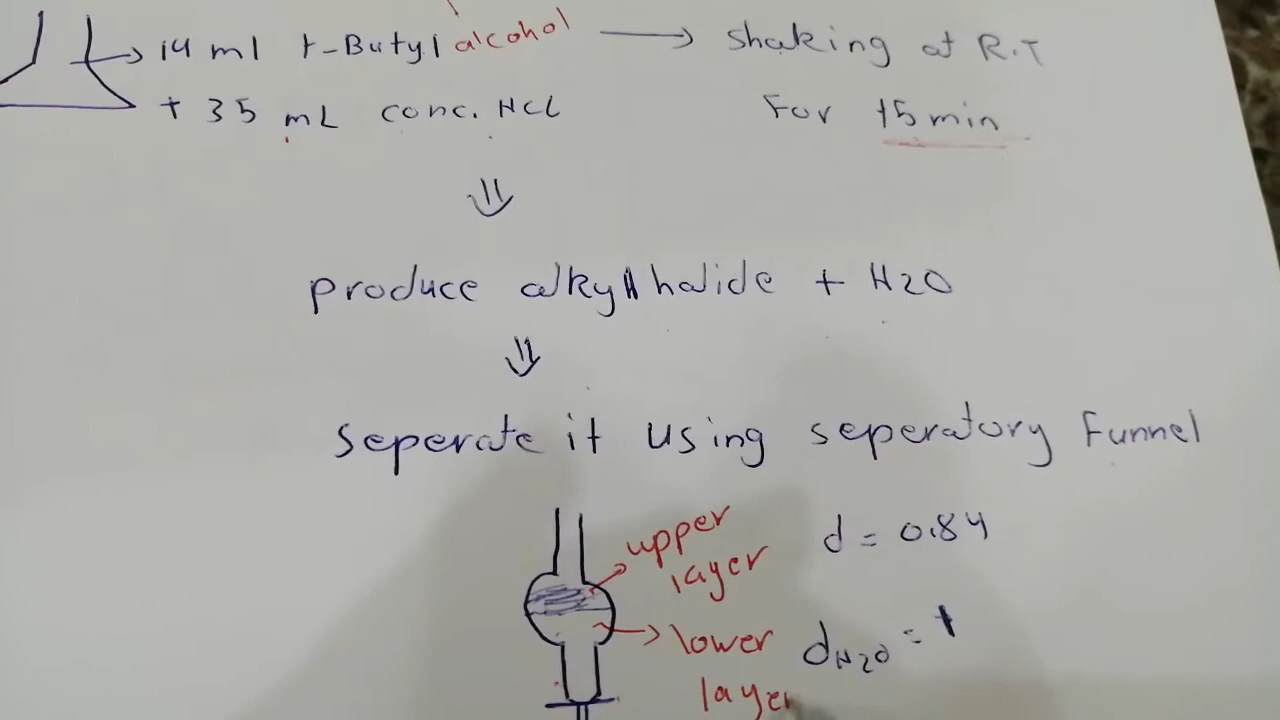 14 ml t-Butyl alcohol → shaking at R.T
+ 35 mL conc. HCL For 15 min
produce alkyl halide + H2O
seperate it using seperatory Funnel
upper layer d = 0.84
lower layer dH2O = 1